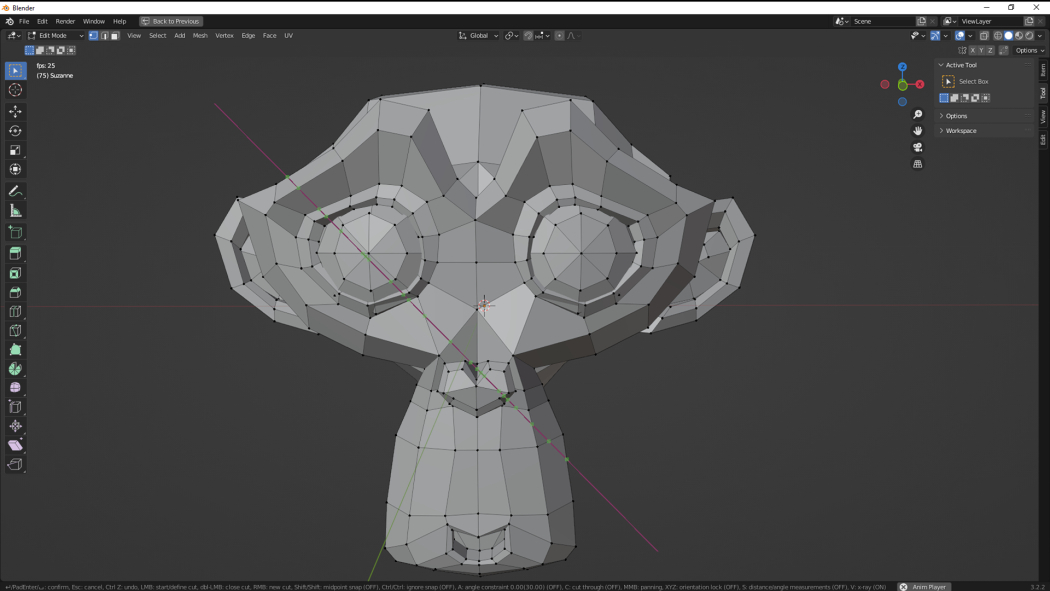 Blender
File Edit Render Window Help Back to Previous Scene ViewLayer
Edit Mode View Select Add Mesh Vertex Edge Face UV Global
X Y Z Options
fps: 25
(75) Suzanne
Z
X
Active Tool
Select Box
Options
Workspace
Item
Tool
View
Edit
↵/PadEnter/...: confirm, Esc: cancel, Ctrl Z: undo, LMB: start/define cut, dbl-LMB: close cut, RMB: new cut, Shift/Shift: midpoint snap (OFF), Ctrl/Ctrl: ignore snap (OFF), A: angle constraint 0.00(30.00) (OFF), C: cut through (OFF), MMB: panning, XYZ: orientation lock (OFF), S: distance/angle measurements (OFF), V: x-ray (ON) Anim Player 3.2.2